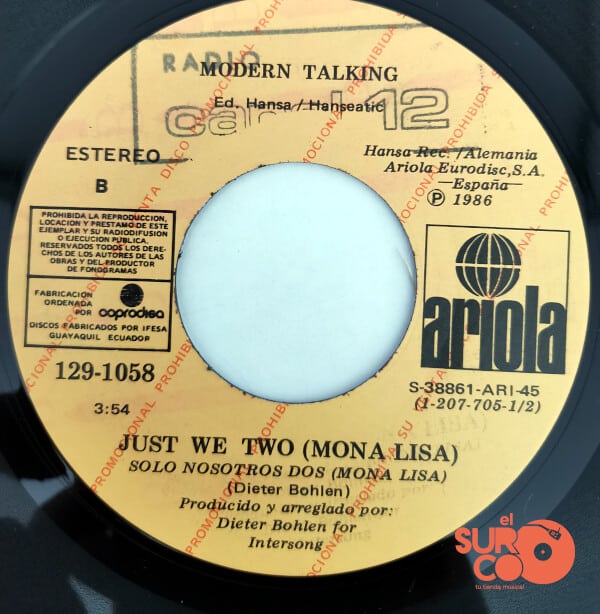 RADIO
MODERN TALKING
Ed. Hansa / Hanseatic
canal 12
ESTEREO
B
Hansa Rec. / Alemania
Ariola Eurodisc, S.A.
España
Ⓟ 1986
PROHIBIDA LA REPRODUCCION,
LOCACION Y PRESTAMO DE ESTE
EJEMPLAR Y SU RADIODIFUSION
O EJECUCION PUBLICA.
RESERVADOS TODOS LOS DERE-
CHOS DE LOS AUTORES DE LAS
OBRAS Y DEL PRODUCTOR
DE FONOGRAMAS
FABRICACION
ORDENADA
POR caprodisa
DISCOS FABRICADOS POR IFESA
GUAYAQUIL ECUADOR
ariola
129-1058
S-38861-ARI-45
(1-207-705-1/2)
3:54
JUST WE TWO (MONA LISA)
SOLO NOSOTROS DOS (MONA LISA)
(Dieter Bohlen)
Producido y arreglado por:
Dieter Bohlen for
Intersong
DISCO PROMOCIONAL PROHIBIDA SU VENTA
el
SURCO
tu tienda musical